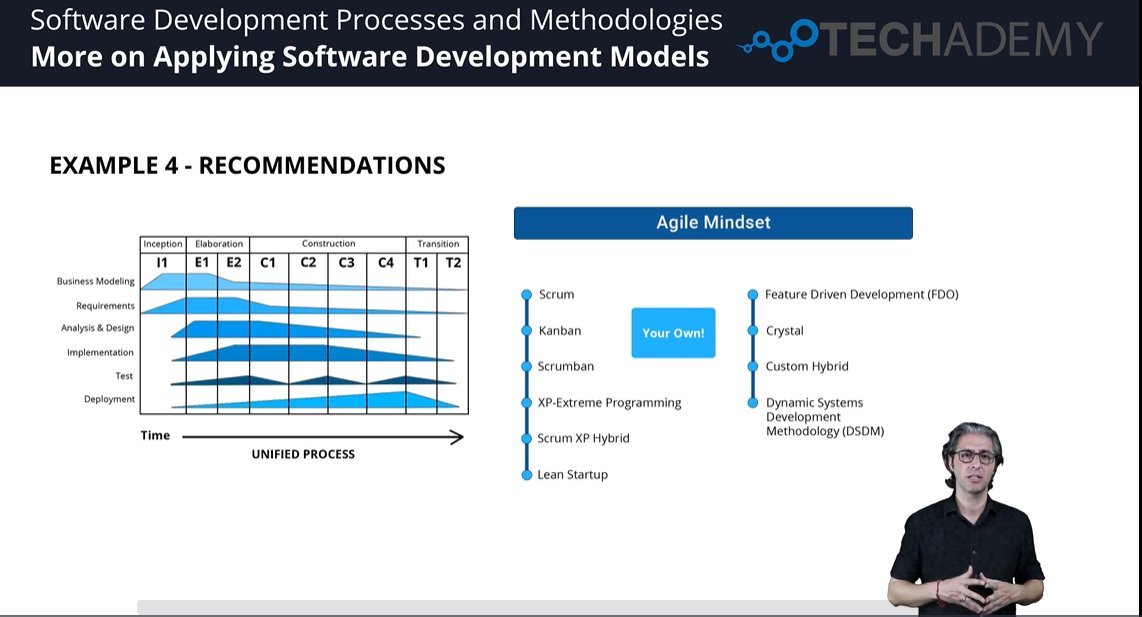 Software Development Processes and Methodologies
More on Applying Software Development Models
TECHADEMY
EXAMPLE 4 - RECOMMENDATIONS
Inception Elaboration Construction Transition
I1 E1 E2 C1 C2 C3 C4 T1 T2
Business Modeling
Requirements
Analysis & Design
Implementation
Test
Deployment
Time
UNIFIED PROCESS
Agile Mindset
Scrum
Kanban
Scrumban
XP-Extreme Programming
Scrum XP Hybrid
Lean Startup
Your Own!
Feature Driven Development (FDO)
Crystal
Custom Hybrid
Dynamic Systems
Development
Methodology (DSDM)